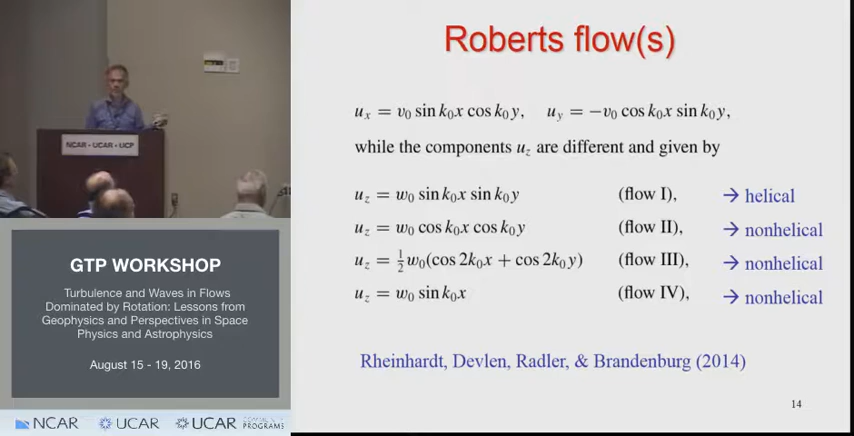 Roberts flow(s)
u_x = v_0 sin k_0x cos k_0y, u_y = −v_0 cos k_0x sin k_0y,
while the components u_z are different and given by
u_z = w_0 sin k_0x sin k_0y (flow I), → helical
u_z = w_0 cos k_0x cos k_0y (flow II), → nonhelical
u_z = ½w_0(cos 2k_0x + cos 2k_0y) (flow III), → nonhelical
u_z = w_0 sin k_0x (flow IV), → nonhelical
Rheinhardt, Devlen, Radler, & Brandenburg (2014)
14
NCAR · UCAR · UCP
GTP WORKSHOP
Turbulence and Waves in Flows
Dominated by Rotation: Lessons from
Geophysics and Perspectives in Space
Physics and Astrophysics
August 15 - 19, 2016
NCAR UCAR UCAR PROGRAMS